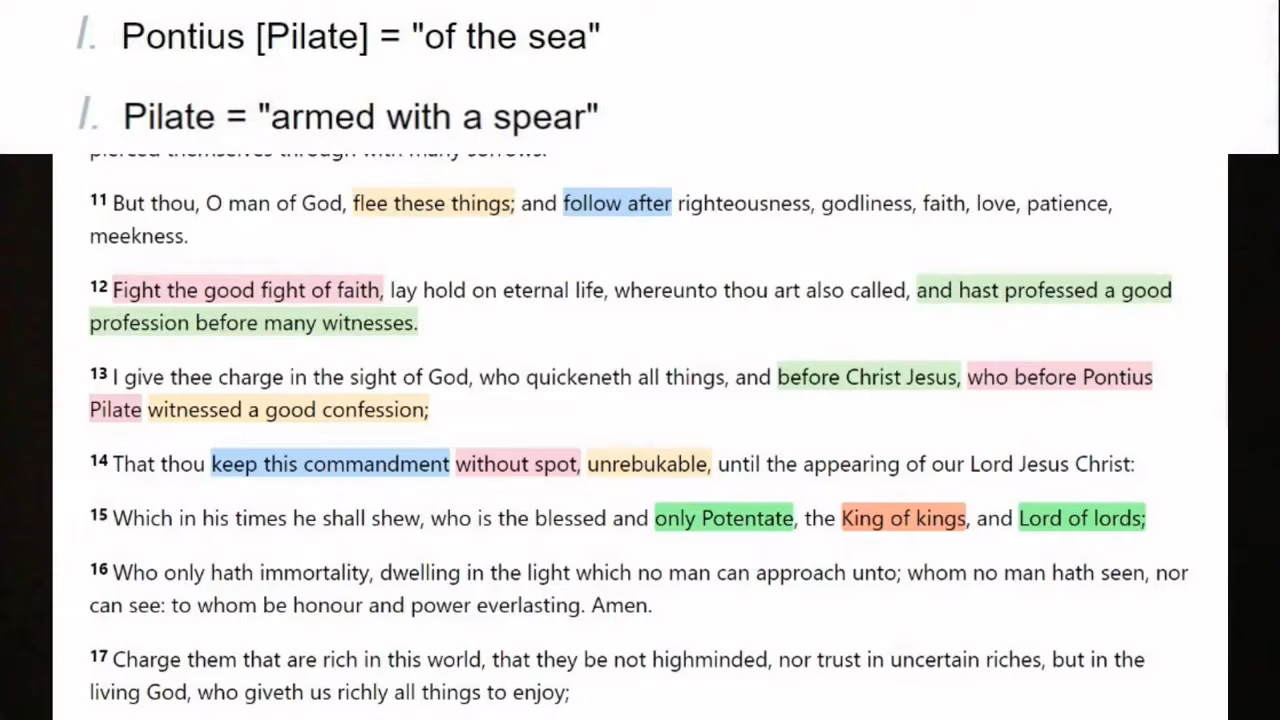 I. Pontius [Pilate] = "of the sea"
I. Pilate = "armed with a spear"
pierced themselves through with many sorrows.
11 But thou, O man of God, flee these things; and follow after righteousness, godliness, faith, love, patience,
meekness.
12 Fight the good fight of faith, lay hold on eternal life, whereunto thou art also called, and hast professed a good
profession before many witnesses.
13 I give thee charge in the sight of God, who quickeneth all things, and before Christ Jesus, who before Pontius
Pilate witnessed a good confession;
14 That thou keep this commandment without spot, unrebukable, until the appearing of our Lord Jesus Christ:
15 Which in his times he shall shew, who is the blessed and only Potentate, the King of kings, and Lord of lords;
16 Who only hath immortality, dwelling in the light which no man can approach unto; whom no man hath seen, nor
can see: to whom be honour and power everlasting. Amen.
17 Charge them that are rich in this world, that they be not highminded, nor trust in uncertain riches, but in the
living God, who giveth us richly all things to enjoy;